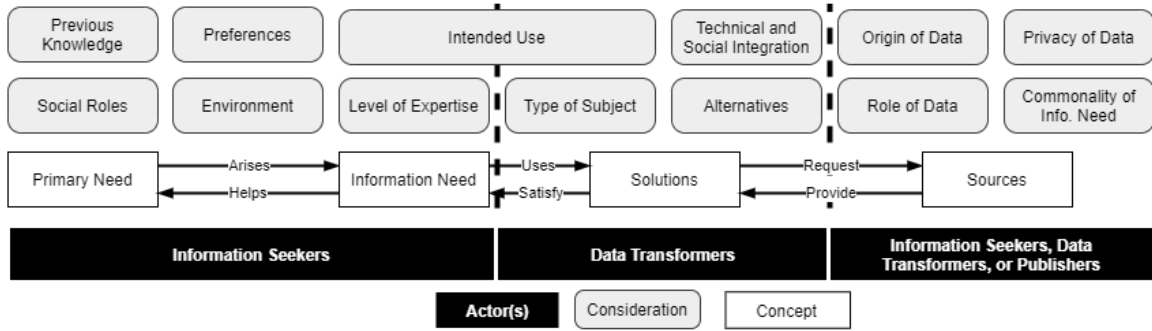 Previous
Knowledge
Preferences
Intended Use
Technical and
Social Integration
Origin of Data
Privacy of Data
Social Roles
Environment
Level of Expertise
Type of Subject
Alternatives
Role of Data
Commonality of
Info. Need
Primary Need
Arises
Helps
Information Need
Uses
Satisfy
Solutions
Request
Provide
Sources
Information Seekers
Data Transformers
Information Seekers, Data
Transformers, or Publishers
Actor(s)
Consideration
Concept